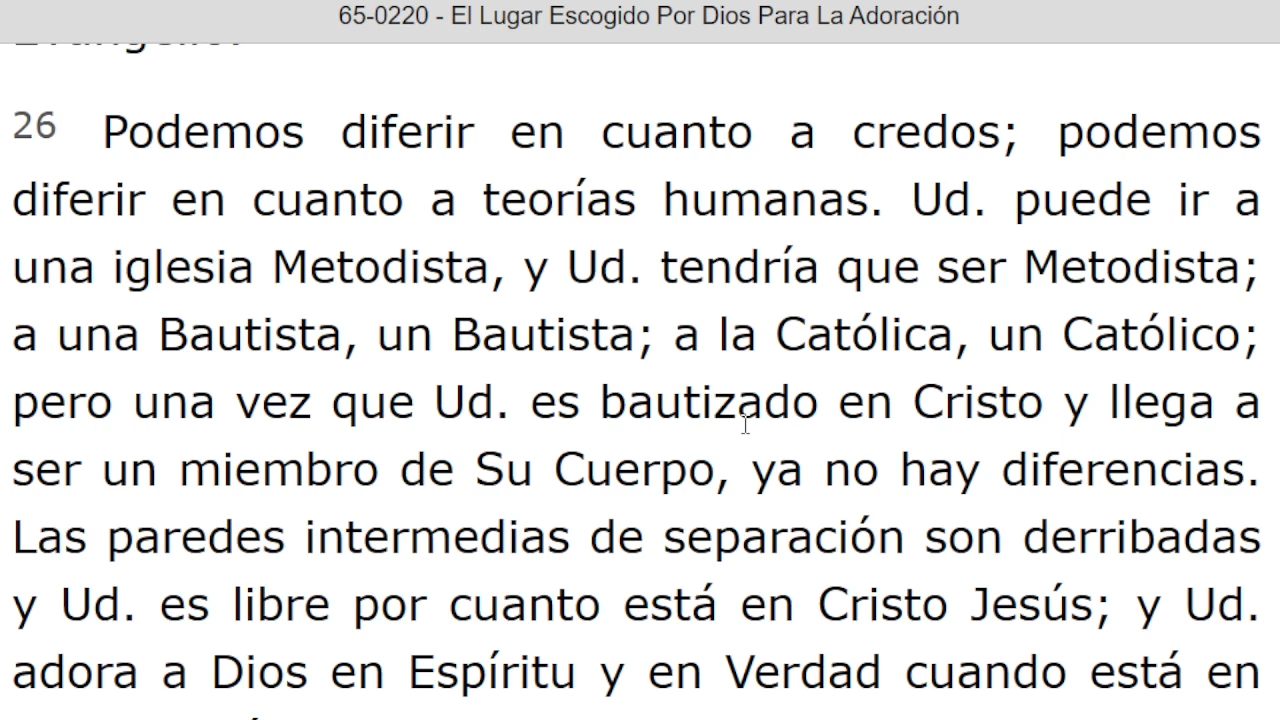 65-0220 - El Lugar Escogido Por Dios Para La Adoración
26 Podemos diferir en cuanto a credos; podemos
diferir en cuanto a teorías humanas. Ud. puede ir a
una iglesia Metodista, y Ud. tendría que ser Metodista;
a una Bautista, un Bautista; a la Católica, un Católico;
pero una vez que Ud. es bautizado en Cristo y llega a
ser un miembro de Su Cuerpo, ya no hay diferencias.
Las paredes intermedias de separación son derribadas
y Ud. es libre por cuanto está en Cristo Jesús; y Ud.
adora a Dios en Espíritu y en Verdad cuando está en